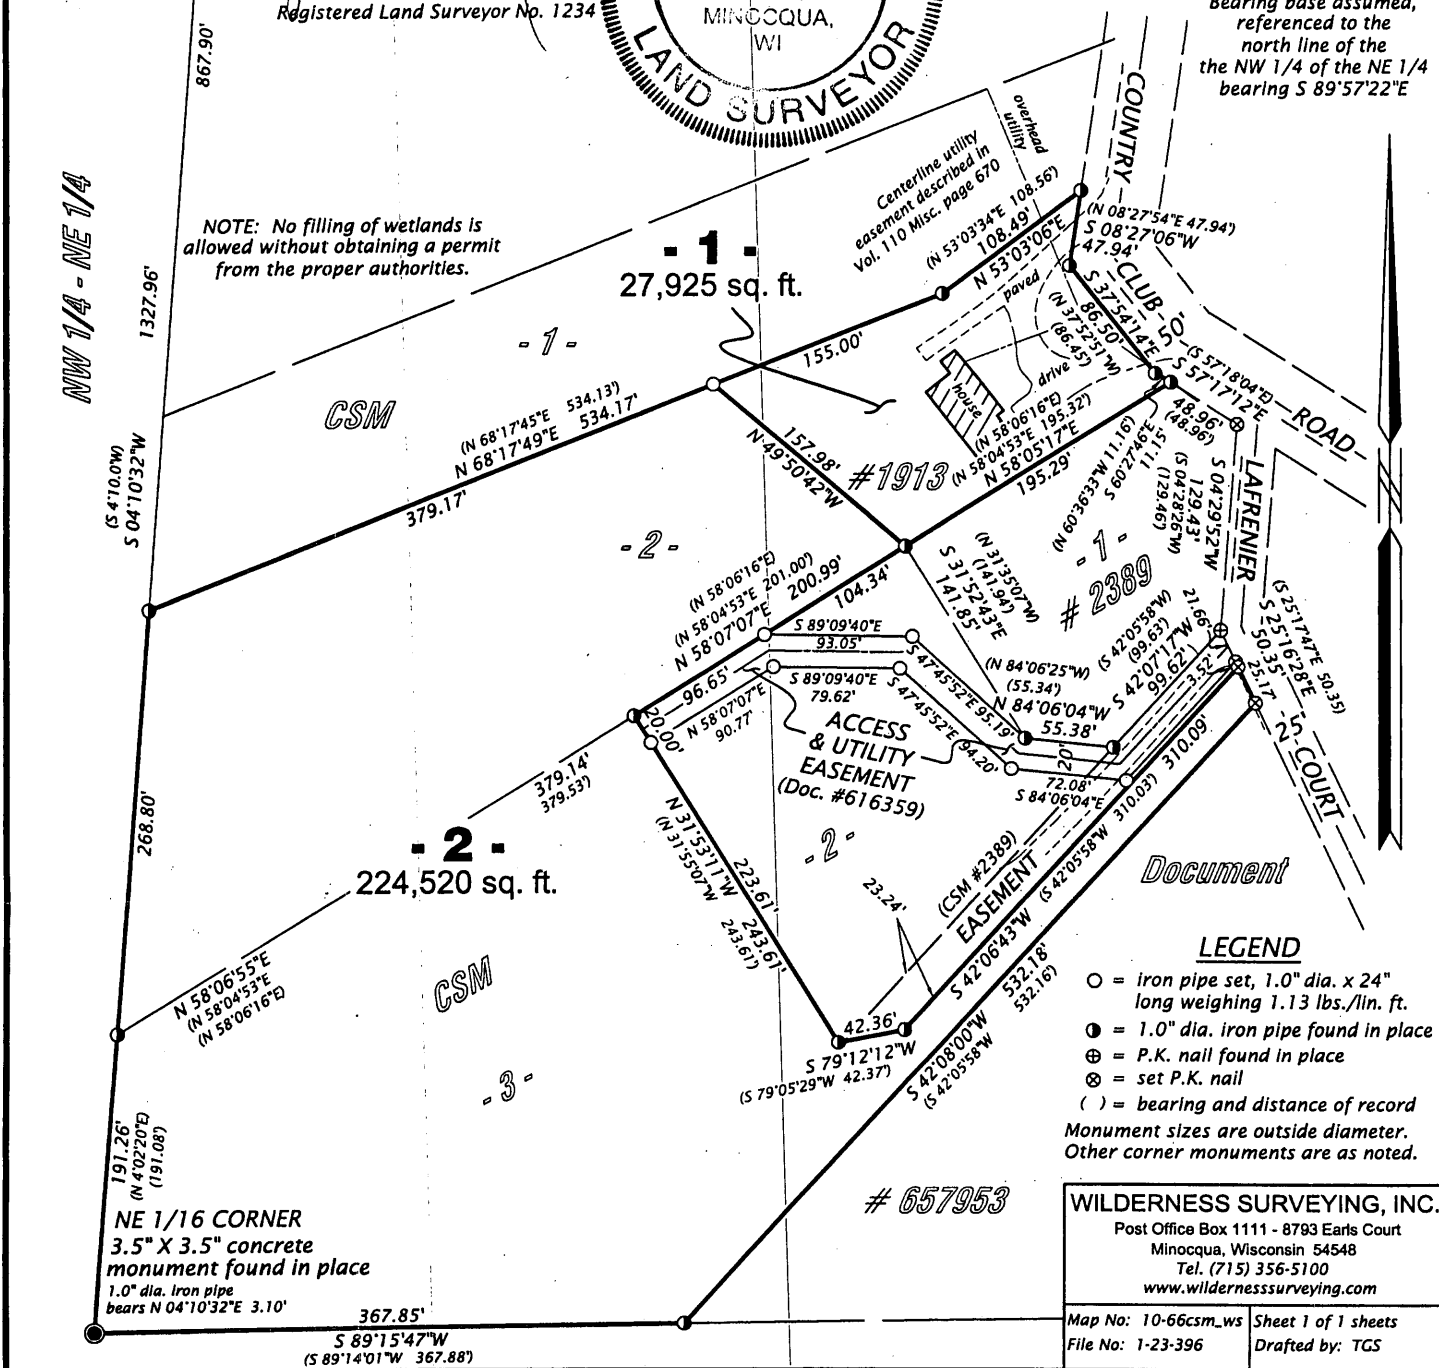 Registered Land Surveyor No. 1234
MINOCQUA,
WI
LAND SURVEYOR
Bearing base assumed,
referenced to the
north line of the
the NW 1/4 of the NE 1/4
bearing S 89°57'22"E
867.90'
NW 1/4 - NE 1/4
1327.96'
(S 4°10.0'W)
S 04°10'32"W
NOTE: No filling of wetlands is
allowed without obtaining a permit
from the proper authorities.
- 1 -
27,925 sq. ft.
Centerline utility
easement described in
Vol. 110 Misc. page 670
overhead
utility
COUNTRY
CLUB
50'
ROAD
(N 53°03'34"E 108.56')
108.49'
N 53°03'06"E
(N 08°27'54"E 47.94')
S 08°27'06"W
47.94'
S 37°54'14"E
86.50'
(N 37°52'51"W)
(86.45')
paved
drive
house
(S 57°18'04"E)
S 57°17'12"E
48.96'
(48.96')
- 1 -
CSM
155.00'
(N 68°17'45"E 534.13')
N 68°17'49"E 534.17'
379.17'
157.98'
N 49°50'42"W
#1913
(N 58°06'16"E)
(N 58°04'53"E 195.32')
N 58°05'17"E
195.29'
(N 60°36'33"W 11.16')
S 60°27'46"E
11.15'
S 04°29'52"W
129.43'
(S 04°28'26"W)
(129.46')
LAFRENIER
- 2 -
- 1 -
# 2389
(N 31°35'07"W)
(141.94')
S 31°52'43"E
141.85'
(N 58°06'16"E)
(N 58°04'53"E 201.00')
N 58°07'07"E 200.99'
104.34'
96.65'
S 89°09'40"E
93.05'
S 89°09'40"E
79.62'
S 47°45'52"E 95.19'
S 47°45'52"E 94.20'
N 58°07'07"E
90.77'
20.00'
(N 84°06'25"W)
(55.34')
N 84°06'04"W
55.38'
(S 42°05'58"W)
(99.63')
S 42°07'17"W
99.62'
21.66'
3.52'
25.17'
(S 25°17'47"E 50.35')
S 25°16'28"E
50.35'
25'
COURT
ACCESS
& UTILITY
EASEMENT
(Doc. #616359)
20'
72.08'
S 84°06'04"E
310.09'
(S 42°05'58"W 310.03')
S 42°06'43"W
379.14'
379.53')
268.80'
- 2 -
224,520 sq. ft.
N 31°53'11"W
(N 31°55'07"W
223.61'
243.61'
243.61')
- 2 -
23.24'
(CSM #2389)
EASEMENT
Document
532.18'
532.16')
S 42°08'00"W
(S 42°05'58"W
42.36'
S 79°12'12"W
(S 79°05'29"W 42.37')
N 58°06'55"E
(N 58°04'53"E
(N 58°06'16"E)
CSM
- 3 -
LEGEND
O = iron pipe set, 1.0" dia. x 24"
long weighing 1.13 lbs./lin. ft.
◑ = 1.0" dia. iron pipe found in place
⊕ = P.K. nail found in place
⊗ = set P.K. nail
( ) = bearing and distance of record
Monument sizes are outside diameter.
Other corner monuments are as noted.
191.26'
(N 4°02'20"E)
(191.08')
NE 1/16 CORNER
3.5" X 3.5" concrete
monument found in place
1.0" dia. iron pipe
bears N 04°10'32"E 3.10'
# 657953
367.85'
S 89°15'47"W
(S 89°14'01"W 367.88')
WILDERNESS SURVEYING, INC.
Post Office Box 1111 - 8793 Earls Court
Minocqua, Wisconsin 54548
Tel. (715) 356-5100
www.wildernesssurveying.com
Map No: 10-66csm_ws Sheet 1 of 1 sheets
File No: 1-23-396 Drafted by: TGS